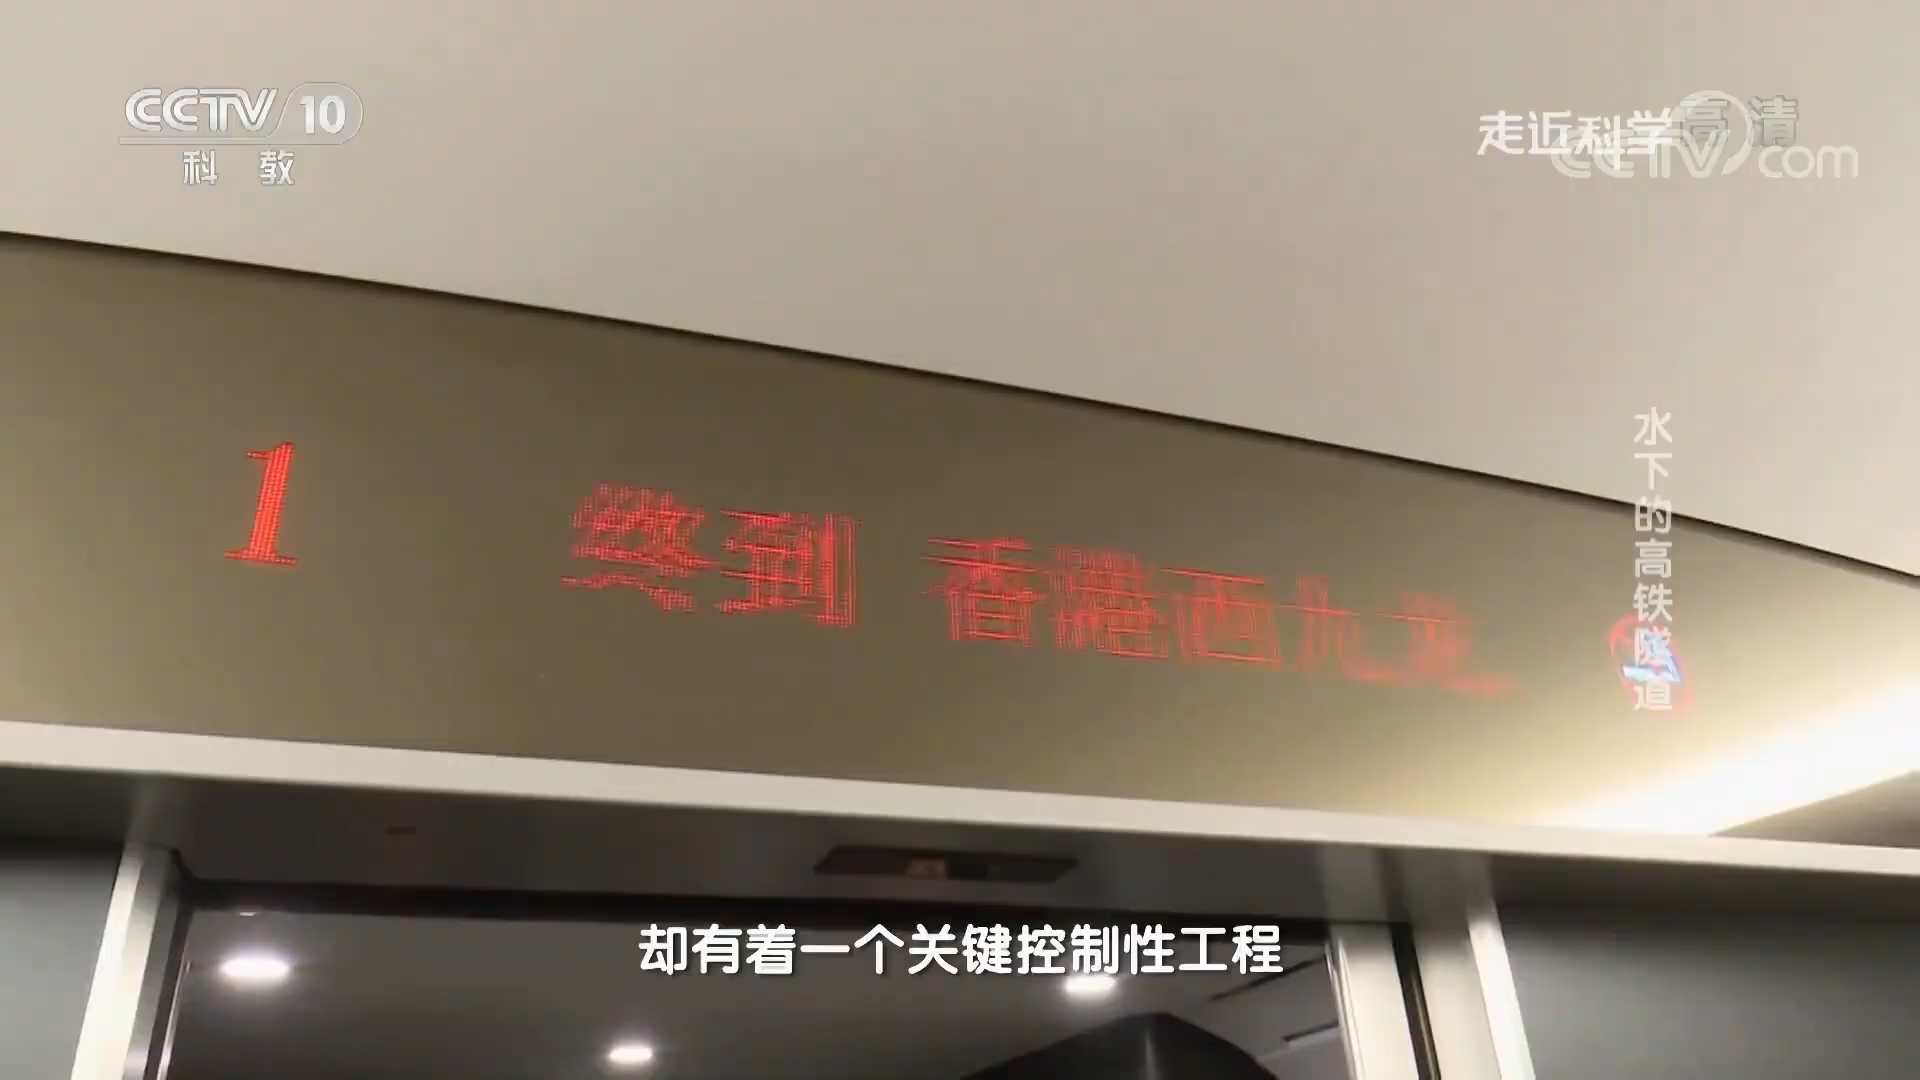 CCTV 10
科教
走近科学
高清
CCTV.com
水下的高铁隧道
1 终到 香港西九龙
却有着一个关键控制性工程